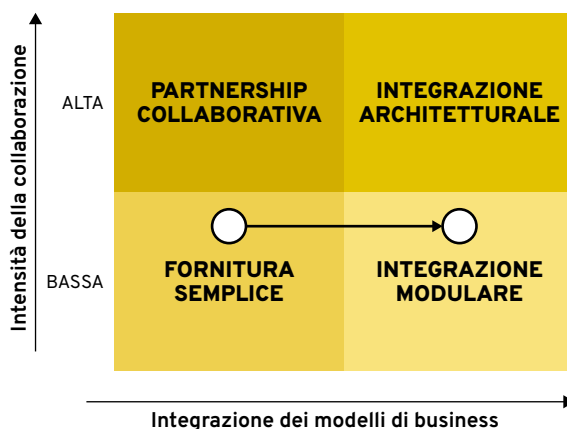 Intensità della collaborazione
ALTA
PARTNERSHIP
COLLABORATIVA
INTEGRAZIONE
ARCHITETTURALE
BASSA
FORNITURA
SEMPLICE
INTEGRAZIONE
MODULARE
Integrazione dei modelli di business